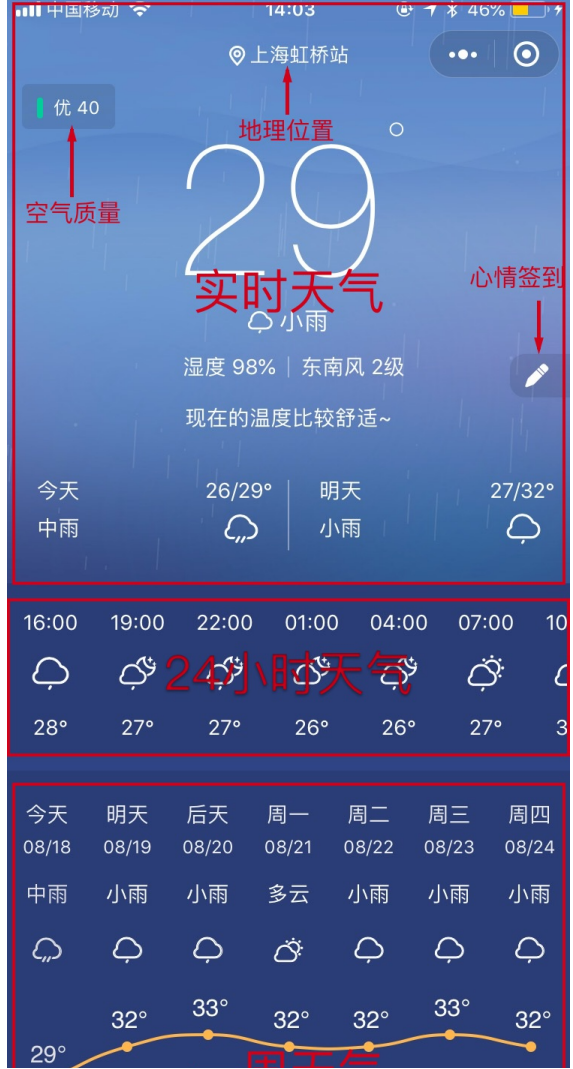 中国移动 14:03 46%
上海虹桥站
优 40
地理位置
29°
空气质量
实时天气
心情签到
小雨
湿度 98% | 东南风 2级
现在的温度比较舒适~
今天 26/29° 明天 27/32°
中雨 小雨
16:00 19:00 22:00 01:00 04:00 07:00 10
24小时天气
28° 27° 27° 26° 26° 27° 3
今天 明天 后天 周一 周二 周三 周四
08/18 08/19 08/20 08/21 08/22 08/23 08/24
中雨 小雨 小雨 多云 小雨 小雨 小雨
29° 32° 33° 32° 32° 33° 32°
周天气